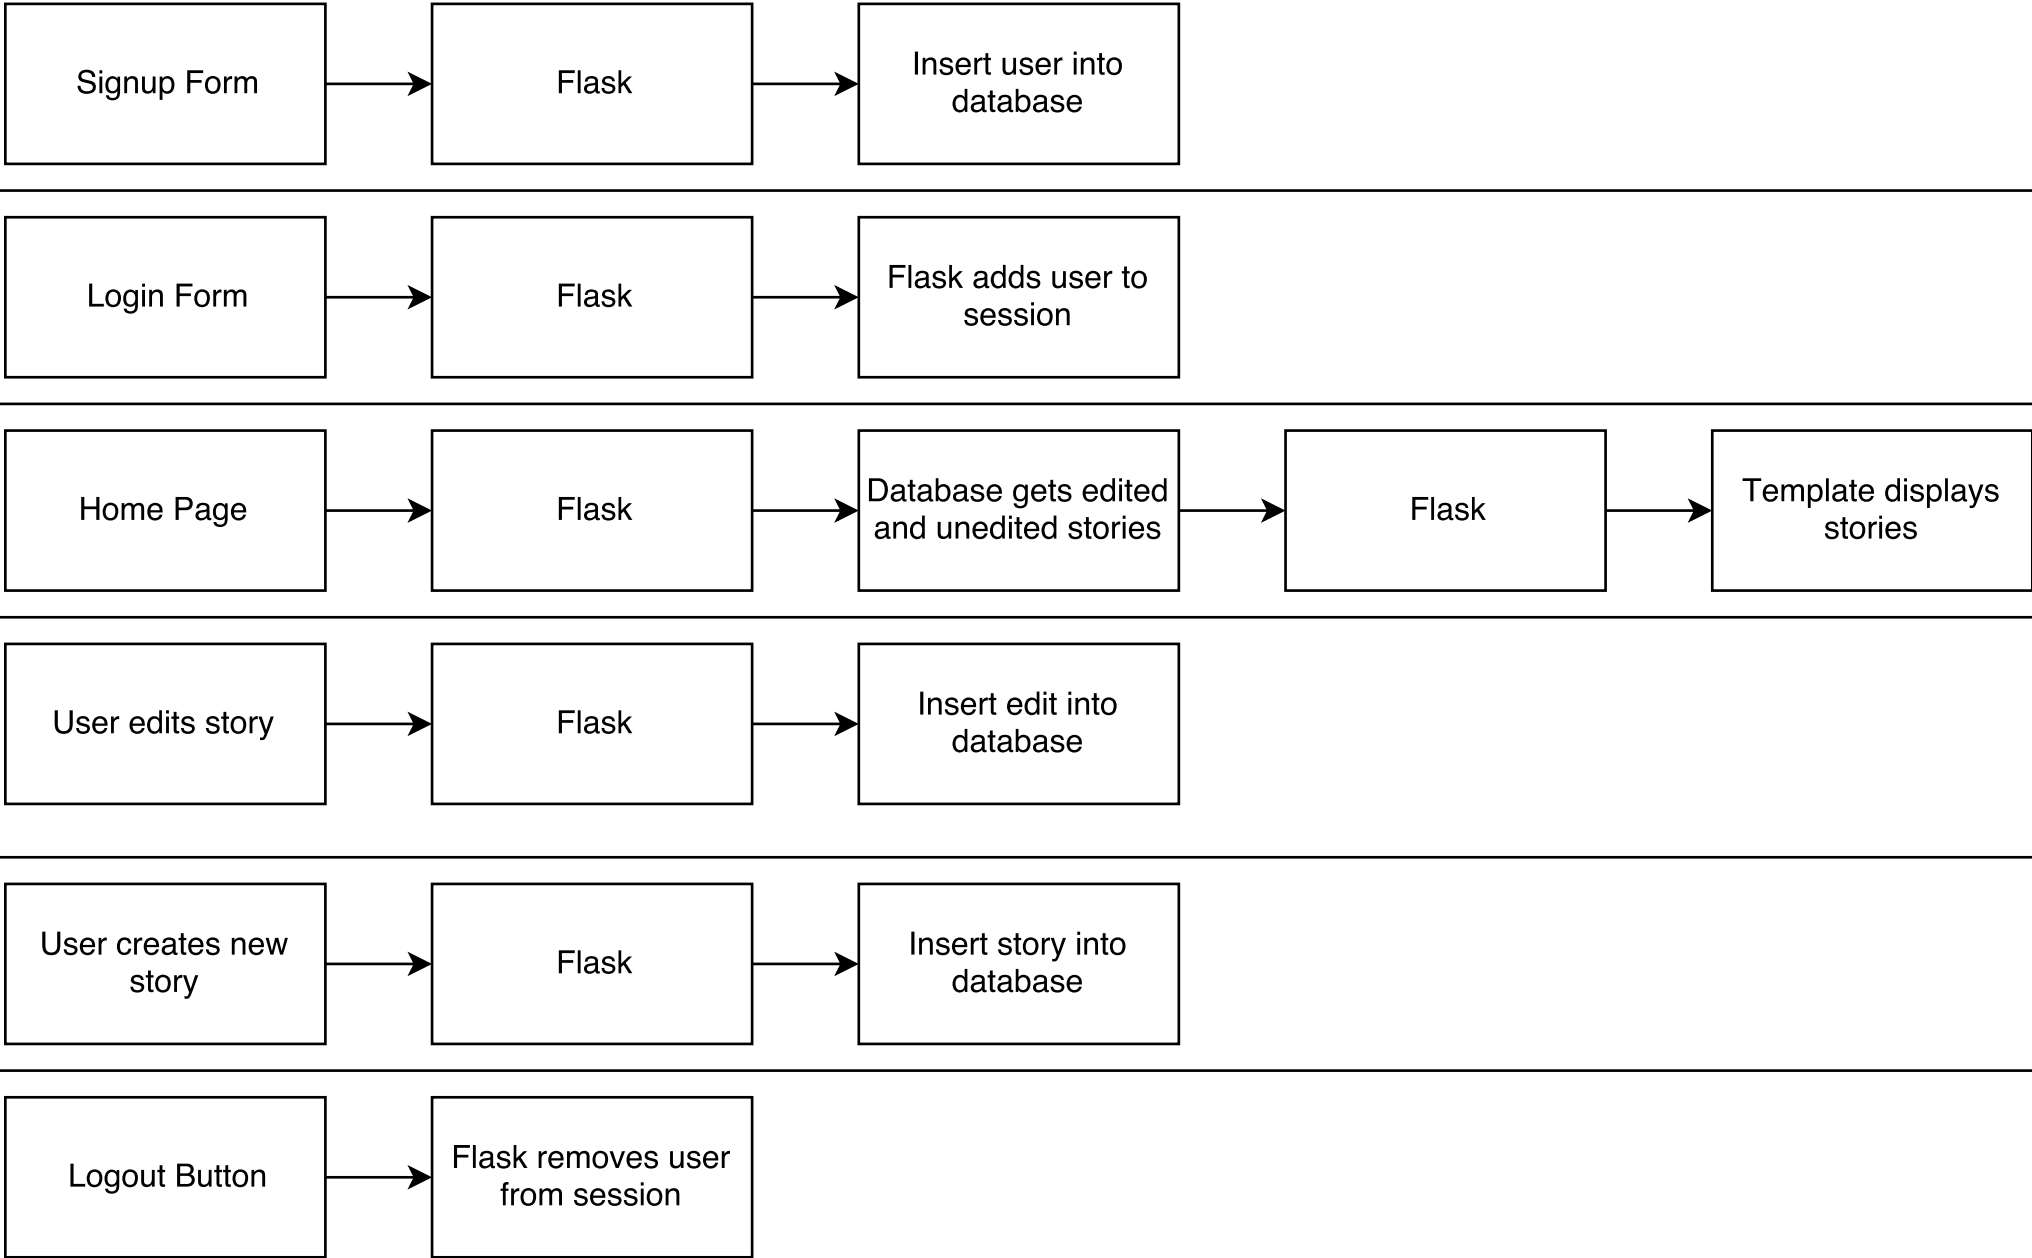 Signup Form
Flask
Insert user into
database
Login Form
Flask
Flask adds user to
session
Home Page
Flask
Database gets edited
and unedited stories
Flask
Template displays
stories
User edits story
Flask
Insert edit into
database
User creates new
story
Flask
Insert story into
database
Logout Button
Flask removes user
from session